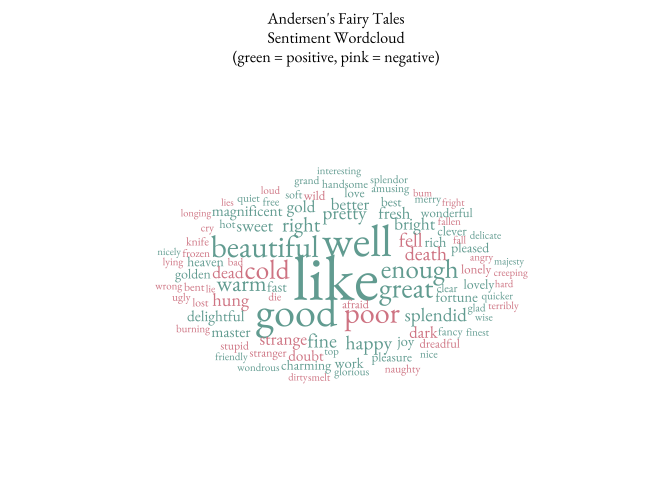 Andersen's Fairy Tales
Sentiment Wordcloud
(green = positive, pink = negative)
interesting
grand handsome splendor
loud soft wild love amusing bum
lies quiet free gold better best merry fright
longing magnificent pretty fresh wonderful
cry hot sweet right bright clever fallen
knife beautiful well fell rich fall delicate
nicely frozen death pleased
lying heaven bad cold like enough angry majesty
golden dead lonely creeping
wrong bent lie warm fast great clear lovely hard
ugly lost hung die afraid fortune quicker
delightful good poor splendid glad terribly
wise
burning master strange fine happy joy dark fancy finest
stupid dreadful
friendly stranger doubt top pleasure nice
wondrous charming work naughty
dirty smelt glorious